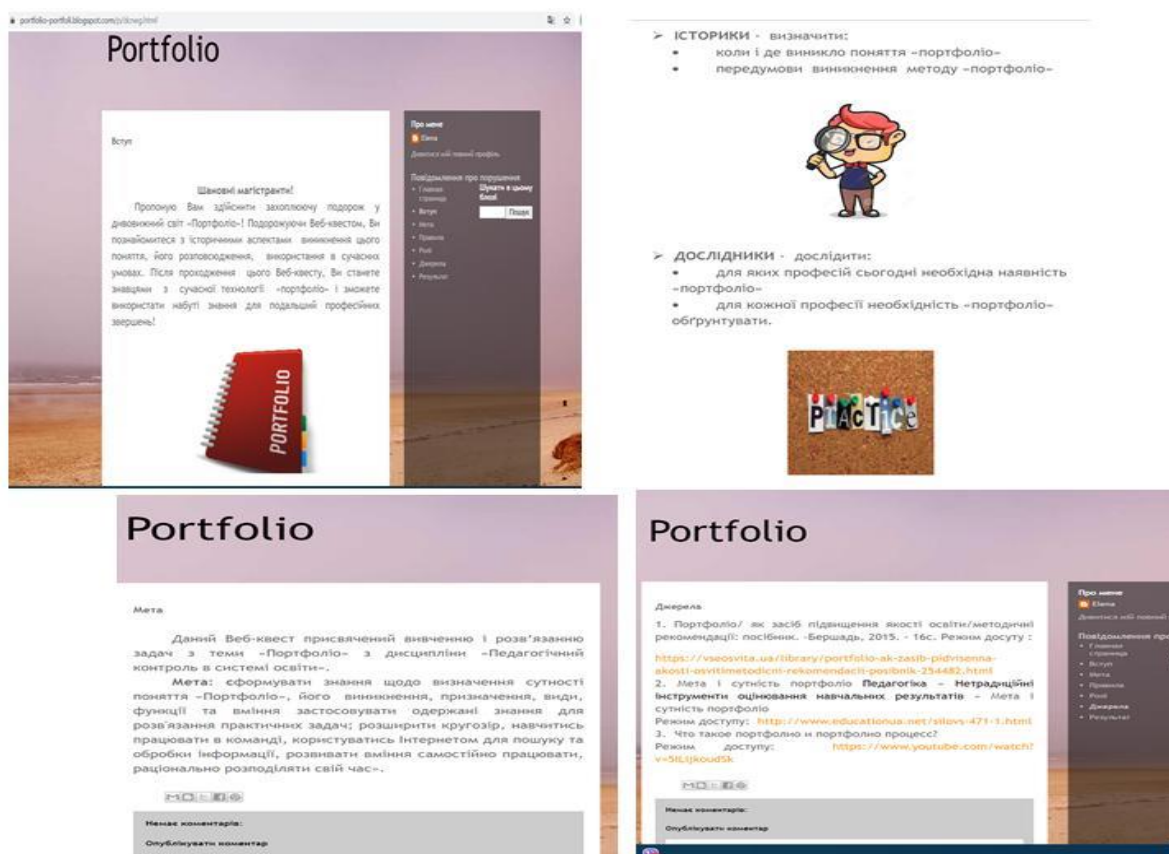 portfolio-portfoli.blogspot.com/p/
Portfolio
Вступ
Шановні магістранти!
Пропоную Вам здійснити захоплюючу подорож у
дивовижний світ «Портфоліо»! Подорожуючи Веб-квестом, Ви
познайомитеся з історичними аспектами виникнення цього
поняття, його розповсюдження, використання в сучасних
умовах. Після проходження цього Веб-квесту, Ви станете
знавцями з сучасної технології «портфоліо» і зможете
використати набуті знання для подальший професійних
звершень!
PORTFOLIO
Про мене
Elena
Дивитися мій повний профіль
Повідомлення про порушення
Главная
страница
Вступ
Мета
Правила
Ролі
Джерела
Результат
Шукати в цьому
блозі
Пошук
➢ ІСТОРИКИ - визначити:
• коли і де виникло поняття «портфоліо»
• передумови виникнення методу «портфоліо»
➢ ДОСЛІДНИКИ - дослідити:
• для яких професій сьогодні необхідна наявність
«портфоліо»
• для кожної професії необхідність «портфоліо»
обґрунтувати.
PRACTICE
Portfolio
Мета
Даний Веб-квест присвячений вивченню і розв'язанню
задач з теми «Портфоліо» з дисципліни «Педагогічний
контроль в системі освіти».
Мета: сформувати знання щодо визначення сутності
поняття «Портфоліо», його виникнення, призначення, види,
функції та вміння застосовувати одержані знання для
розв'язання практичних задач; розширити кругозір, навчитись
працювати в команді, користуватись Інтернетом для пошуку та
обробки інформації, розвивати вміння самостійно працювати,
раціонально розподіляти свій час».
Немає коментарів:
Опублікувати коментар
Portfolio
Джерела
1. Портфоліо/ як засіб підвищення якості освіти/методичні
рекомендації: посібник. -Бершадь, 2015. - 16с. Режим досуту :
https://vseosvita.ua/library/portfolio-ak-zasib-pidvisenna-
akosti-osvitimetodicni-rekomendacii-posibnik-254482.html
2. Мета і сутність портфоліо Педагогіка - Нетрадиційні
інструменти оцінювання навчальних результатів - Мета і
сутність портфоліо
Режим доступу: http://www.educationua.net/silovs-471-1.html
3. Что такое портфолио и портфолио процесс?
Режим доступу: https://www.youtube.com/watch?
Немає коментарів:
Опублікувати коментар
Про мене
Elena
Дивитися мій повний
Повідомлення про
Главная
страница
Вступ
Мета
Правила
Ролі
Джерела
Результат